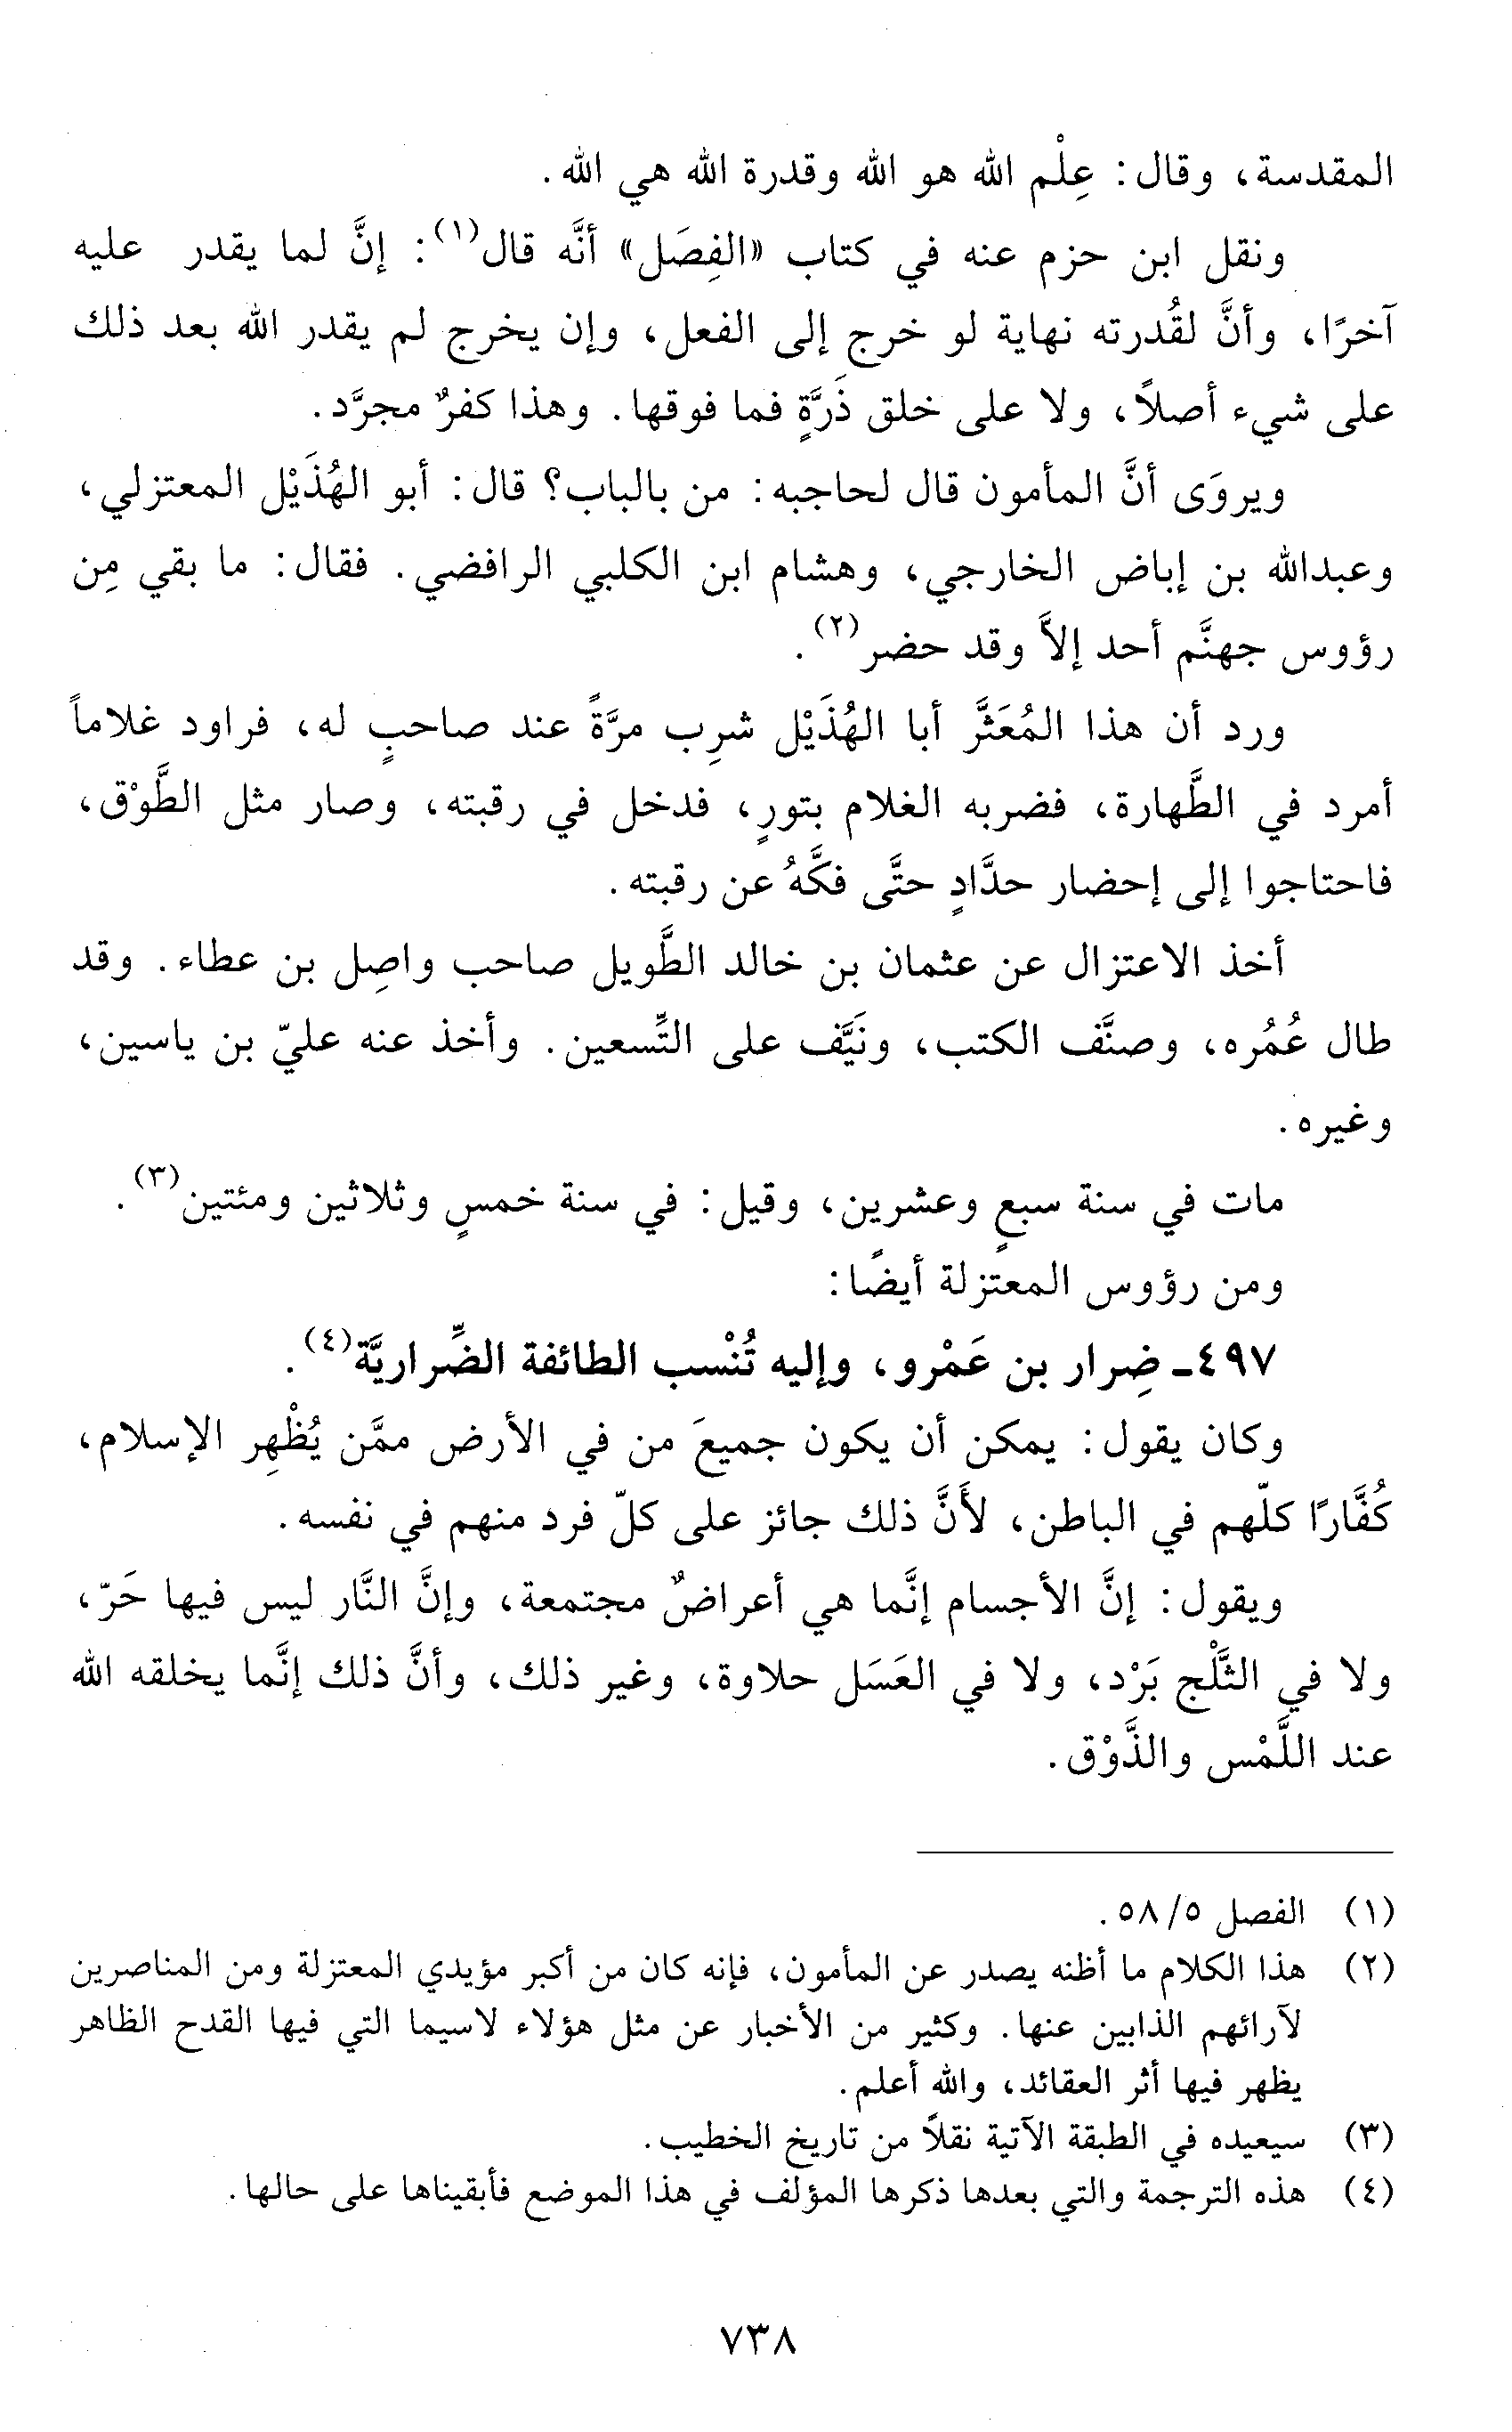 المقدسة، وقال: عِلْم الله هو الله وقدرة الله هي الله.
ونقل ابن حزم عنه في كتاب «الفِصَل» أنَّه قال(١): إنَّ لما يقدر عليه
آخرًا، وأنَّ لقُدرته نهاية لو خرج إلى الفعل، وإن يخرج لم يقدر الله بعد ذلك
على شيء أصلاً، ولا على خلق ذَرَّةٍ فما فوقها. وهذا كفرٌ مجرَّد.
ويروَى أنَّ المأمون قال لحاجبه: من بالباب؟ قال: أبو الهُذَيْل المعتزلي،
وعبدالله بن إباض الخارجي، وهشام ابن الكلبي الرافضي. فقال: ما بقي مِن
رؤوس جهنَّم أحد إلاَّ وقد حضر(٢).
ورد أن هذا المُعَثَّر أبا الهُذَيْل شرِب مرَّةً عند صاحبٍ له، فراود غلاماً
أمرد في الطَّهارة، فضربه الغلام بتورٍ، فدخل في رقبته، وصار مثل الطَّوْق،
فاحتاجوا إلى إحضار حدَّادٍ حتَّى فكَّهُ عن رقبته.
أخذ الاعتزال عن عثمان بن خالد الطَّويل صاحب واصِل بن عطاء. وقد
طال عُمُره، وصنَّف الكتب، ونَيَّف على التِّسعين. وأخذ عنه عليّ بن ياسين،
وغيره.
مات في سنة سبعٍ وعشرين، وقيل: في سنة خمسٍ وثلاثين ومئتين(٣).
ومن رؤوس المعتزلة أيضًا:
٤٩٧ـ ضِرار بن عَمْرو، وإليه تُنْسب الطائفة الضِّراريَّة(٤).
وكان يقول: يمكن أن يكون جميعَ من في الأرض ممَّن يُظْهِر الإسلام،
كُفَّارًا كلّهم في الباطن، لأَنَّ ذلك جائز على كلّ فرد منهم في نفسه.
ويقول: إنَّ الأجسام إنَّما هي أعراضٌ مجتمعة، وإنَّ النَّار ليس فيها حَرّ،
ولا في الثَّلْج بَرْد، ولا في العَسَل حلاوة، وغير ذلك، وأنَّ ذلك إنَّما يخلقه الله
عند اللَّمْس والذَّوْق.
(١) الفصل ٥/ ٥٨.
(٢) هذا الكلام ما أظنه يصدر عن المأمون، فإنه كان من أكبر مؤيدي المعتزلة ومن المناصرين
لآرائهم الذابين عنها. وكثير من الأخبار عن مثل هؤلاء لاسيما التي فيها القدح الظاهر
يظهر فيها أثر العقائد، والله أعلم.
(٣) سيعيده في الطبقة الآتية نقلاً من تاريخ الخطيب.
(٤) هذه الترجمة والتي بعدها ذكرها المؤلف في هذا الموضع فأبقيناها على حالها.
٧٣٨